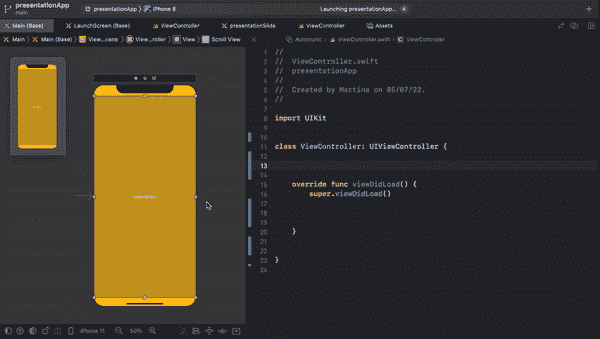 presentationApp
main
presentationApp
iPhone 8
Launching presentationApp...
4
Main (Base)
LaunchScreen (Base)
ViewController
presentationSlide
ViewController
Assets
Main (Base)
Main (Base)
View...cene
View...roller
View
Scroll View
Automatic
ViewController.swift
ViewController
1 //
2 // ViewController.swift
3 // presentationApp
4 //
5 // Created by Martina on 05/07/22.
6 //
7
8 import UIKit
9
10
11 class ViewController: UIViewController {
12
13
14
15 override func viewDidLoad() {
16 super.viewDidLoad()
17
18
19
20 }
21
22
23 }
24
iPhone 11
60%